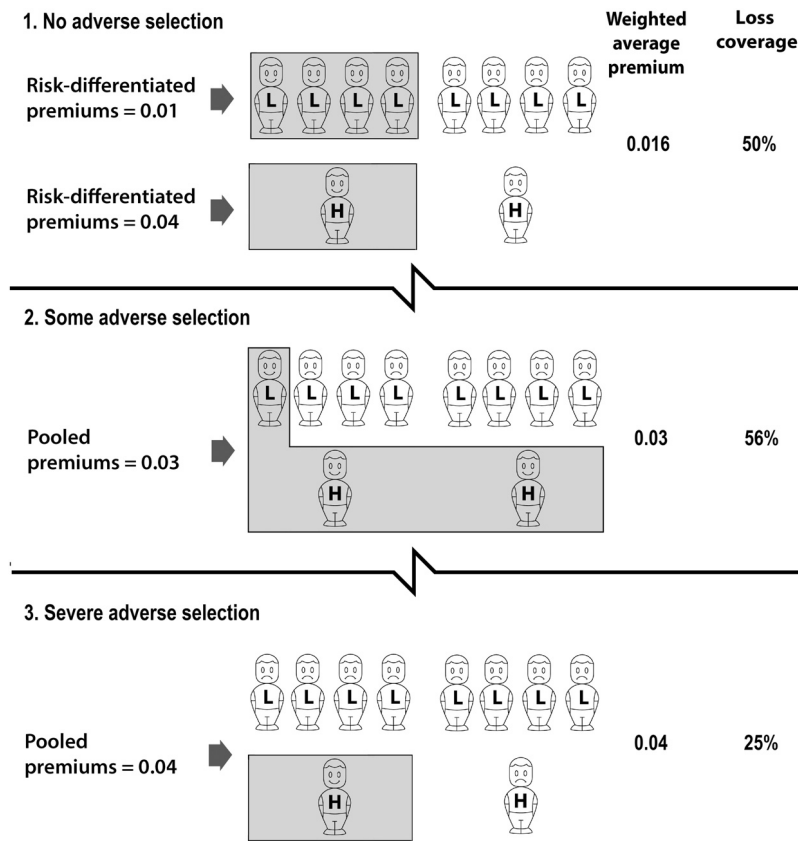 1. No adverse selection
Weighted average premium
Loss coverage
Risk-differentiated
premiums = 0.01
L L L L L L L L
0.016 50%
Risk-differentiated
premiums = 0.04
H H
2. Some adverse selection
L L L L L L L L
Pooled
premiums = 0.03
0.03 56%
H H
3. Severe adverse selection
L L L L L L L L
Pooled
premiums = 0.04
0.04 25%
H H